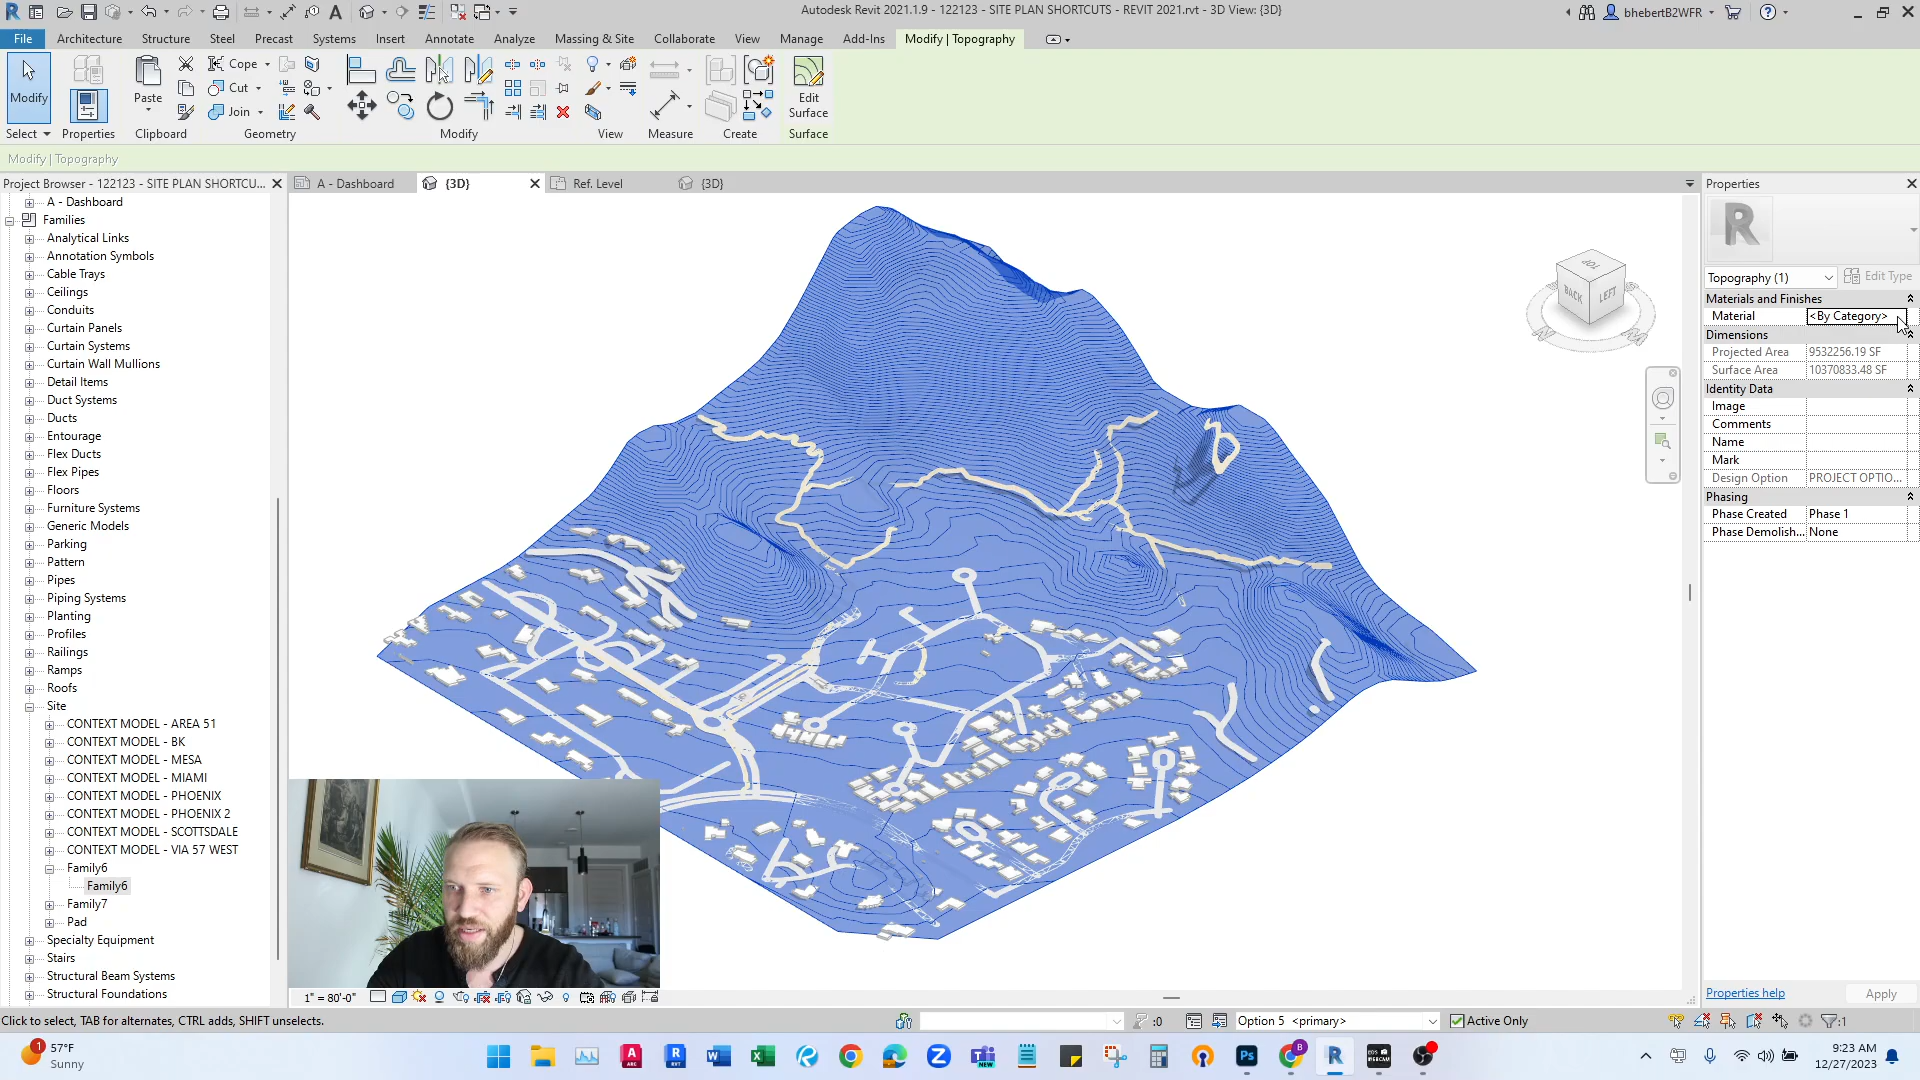 Autodesk Revit 2021.1.9 - 122123 - SITE PLAN SHORTCUTS - REVIT 2021.rvt - 3D View: {3D}
bhebertB2WFR
File Architecture Structure Steel Precast Systems Insert Annotate Analyze Massing & Site Collaborate View Manage Add-Ins Modify | Topography
Modify
Paste
Cope
Cut
Join
Edit
Surface
Select Properties Clipboard Geometry Modify View Measure Create Surface
Modify | Topography
Project Browser - 122123 - SITE PLAN SHORTCU...
A - Dashboard
{3D}
Ref. Level
{3D}
Properties
A - Dashboard
Families
Analytical Links
Annotation Symbols
Cable Trays
Ceilings
Conduits
Curtain Panels
Curtain Systems
Curtain Wall Mullions
Detail Items
Duct Systems
Ducts
Entourage
Flex Ducts
Flex Pipes
Floors
Furniture Systems
Generic Models
Parking
Pattern
Pipes
Piping Systems
Planting
Profiles
Railings
Ramps
Roofs
Site
CONTEXT MODEL - AREA 51
CONTEXT MODEL - BK
CONTEXT MODEL - MESA
CONTEXT MODEL - MIAMI
CONTEXT MODEL - PHOENIX
CONTEXT MODEL - PHOENIX 2
CONTEXT MODEL - SCOTTSDALE
CONTEXT MODEL - VIA 57 WEST
Family6
Family6
Family7
Pad
Specialty Equipment
Stairs
Structural Beam Systems
Structural Foundations
TOP
BACK
LEFT
R
Topography (1)
Edit Type
Materials and Finishes
Material <By Category>
Dimensions
Projected Area 9532256.19 SF
Surface Area 10370833.48 SF
Identity Data
Image
Comments
Name
Mark
Design Option PROJECT OPTIO...
Phasing
Phase Created Phase 1
Phase Demolish... None
Properties help
Apply
1" = 80'-0"
Click to select, TAB for alternates, CTRL adds, SHIFT unselects.
:0
Option 5 <primary>
Active Only
:1
1
57°F
Sunny
9:23 AM
12/27/2023